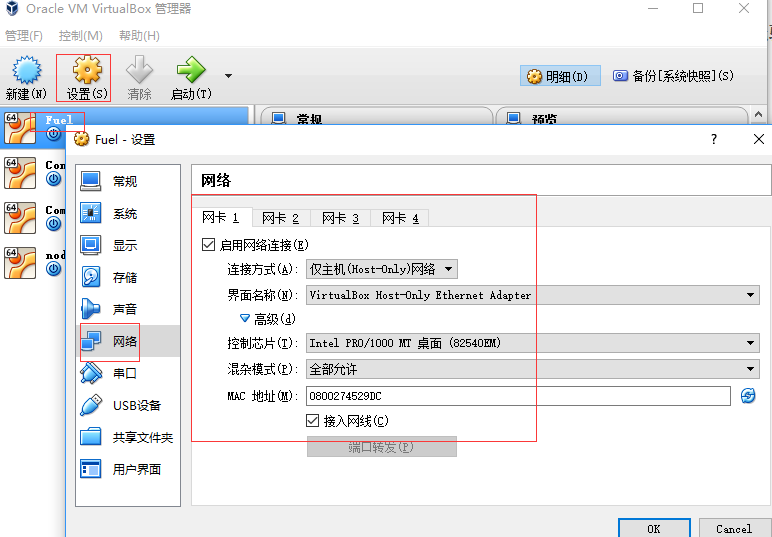 Oracle VM VirtualBox 管理器
管理(F) 控制(M) 帮助(H)
新建(N) 设置(S) 清除 启动(T) 明细(D) 备份[系统快照](S)
64 Fuel
常规 预览
64 Con
64 Com
64 nod
Fuel - 设置 ?
常规
系统
显示
存储
声音
网络
串口
USB设备
共享文件夹
用户界面
网络
网卡 1 网卡 2 网卡 3 网卡 4
启用网络连接(E)
连接方式(A): 仅主机(Host-Only)网络
界面名称(N): VirtualBox Host-Only Ethernet Adapter
高级(d)
控制芯片(T): Intel PRO/1000 MT 桌面 (82540EM)
混杂模式(P): 全部允许
MAC 地址(M): 0800274529DC
接入网线(C)
端口转发(P)
OK Cancel